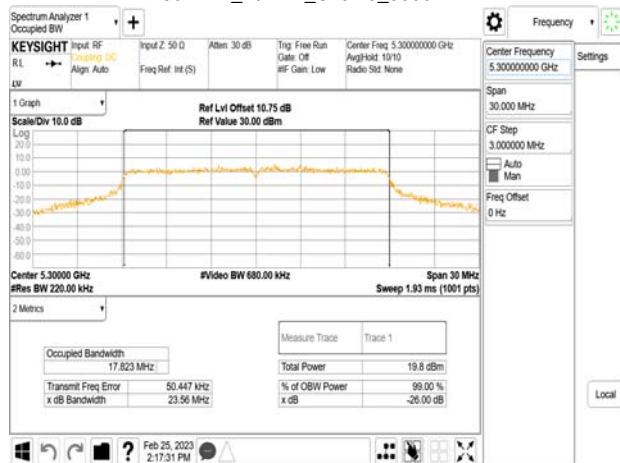 Spectrum Analyzer 1
Occupied BW
Frequency
KEYSIGHT
Input: RF
Coupling: DC
Align: Auto
Input Z: 50 Ω
Freq Ref: Int (S)
Atten: 30 dB
Trig: Free Run
Gate: Off
#IF Gain: Low
Center Freq: 5.300000000 GHz
Avg|Hold: 10/10
Radio Std: None
RL
Center Frequency
5.300000000 GHz
Settings
Span
30.000 MHz
CF Step
3.000000 MHz
Auto
Man
Freq Offset
0 Hz
Local
1 Graph
Scale/Div 10.0 dB
Ref Lvl Offset 10.75 dB
Ref Value 30.00 dBm
Log
20.0
10.0
0.00
-10.0
-20.0
-30.0
-40.0
-50.0
-60.0
Center 5.30000 GHz
#Video BW 680.00 kHz
Span 30 MHz
#Res BW 220.00 kHz
Sweep 1.93 ms (1001 pts)
2 Metrics
Measure Trace
Trace 1
Occupied Bandwidth
17.823 MHz
Total Power
19.8 dBm
Transmit Freq Error
50.447 kHz
% of OBW Power
99.00 %
x dB Bandwidth
23.56 MHz
x dB
-26.00 dB
Feb 25, 2023
2:17:31 PM